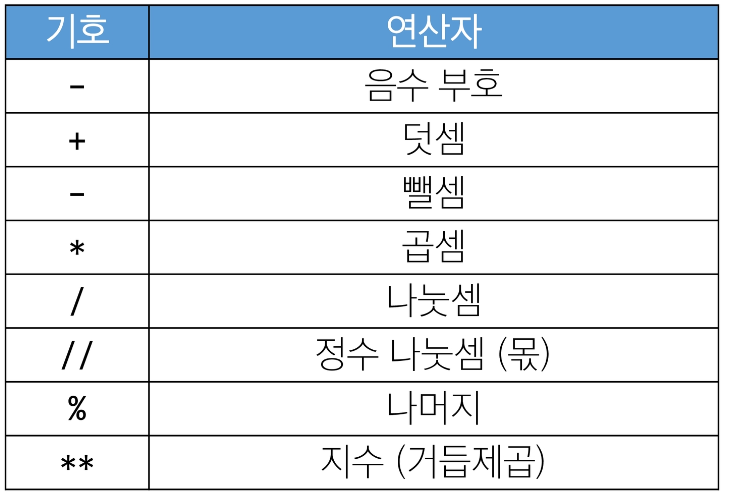 기호 연산자
- 음수 부호
+ 덧셈
- 뺄셈
* 곱셈
/ 나눗셈
// 정수 나눗셈 (몫)
% 나머지
** 지수 (거듭제곱)